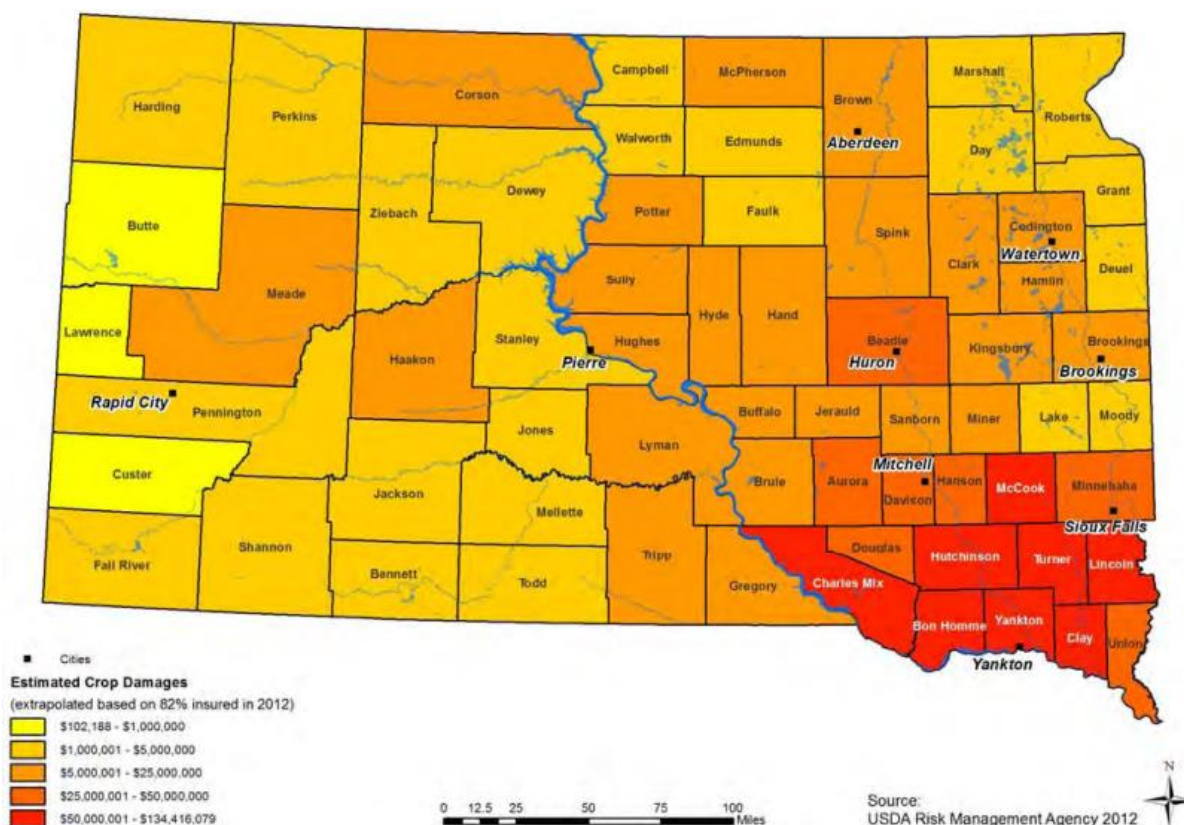 Harding
Perkins
Corson
Campbell
McPherson
Brown
Marshall
Roberts
Walworth
Edmunds
Aberdeen
Day
Dewey
Ziebach
Butte
Potter
Faulk
Spink
Grant
Codington
Watertown
Clark
Hamlin
Deuel
Meade
Sully
Hyde
Hand
Lawrence
Haakon
Stanley
Hughes
Pierre
Beadle
Huron
Kingsbury
Brookings
Brookings
Rapid City
Pennington
Jones
Lyman
Buffalo
Jerauld
Sanborn
Miner
Lake
Moody
Custer
Mitchell
Jackson
Mellette
Brule
Aurora
Davison
Hanson
McCook
Minnehaha
Sioux Falls
Fall River
Shannon
Bennett
Todd
Tripp
Gregory
Charles Mix
Douglas
Hutchinson
Turner
Lincoln
Bon Homme
Yankton
Clay
Union
Yankton
Cities
Estimated Crop Damages
(extrapolated based on 82% insured in 2012)
$102,188 - $1,000,000
$1,000,001 - $5,000,000
$5,000,001 - $25,000,000
$25,000,001 - $50,000,000
$50,000,001 - $134,416,079
0 12.5 25 50 75 100
Miles
Source:
USDA Risk Management Agency 2012
N